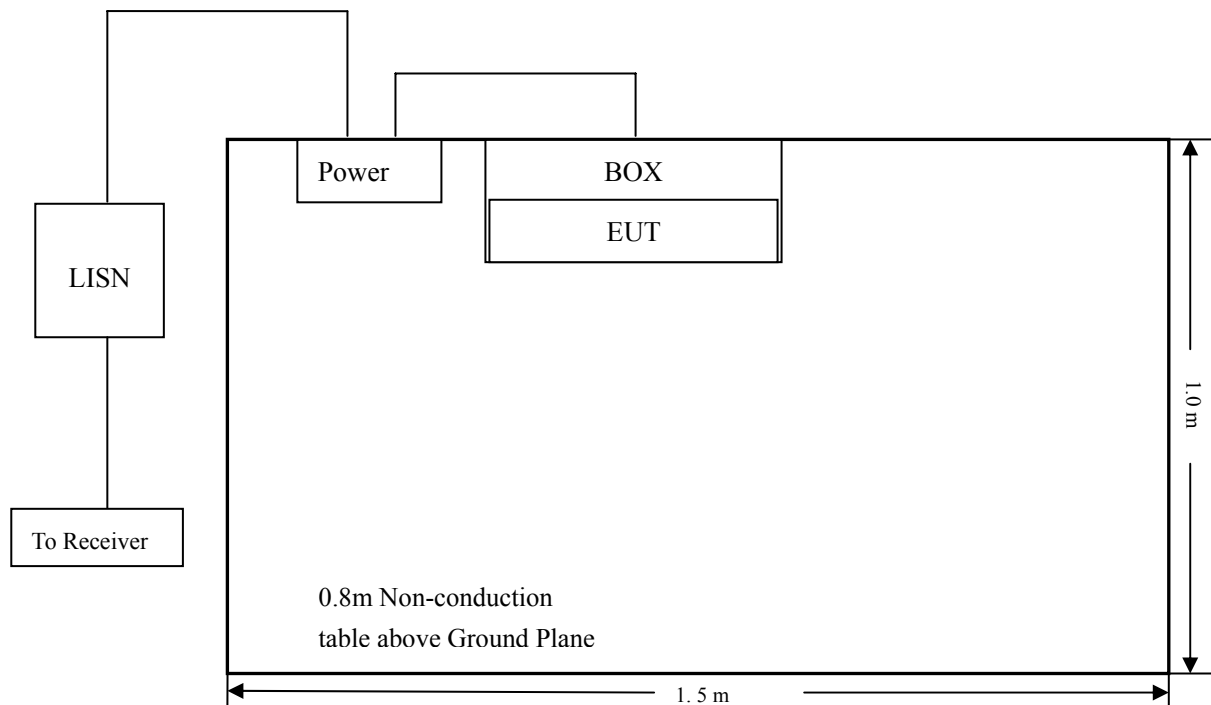 Power
BOX
EUT
LISN
To Receiver
1.0 m
0.8m Non-conduction
table above Ground Plane
1. 5 m